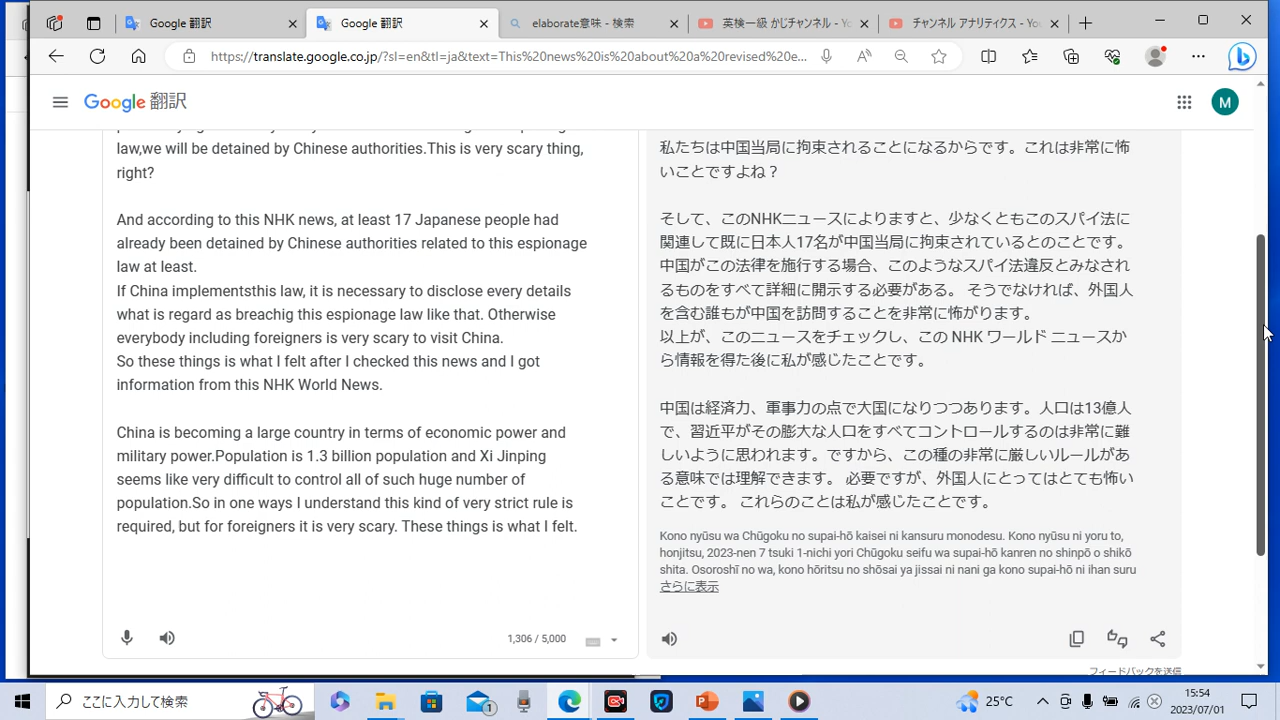 Google 翻訳
Google 翻訳
elaborate意味 - 検索
英検一級 かじチャンネル - Yo
チャンネル アナリティクス - You
https://translate.google.co.jp/?sl=en&tl=ja&text=This%20news%20is%20about%20a%20revised%20e...
Google 翻訳
M
law,we will be detained by Chinese authorities.This is very scary thing,
right?
And according to this NHK news, at least 17 Japanese people had
already been detained by Chinese authorities related to this espionage
law at least.
If China implementsthis law, it is necessary to disclose every details
what is regard as breachig this espionage law like that. Otherwise
everybody including foreigners is very scary to visit China.
So these things is what I felt after I checked this news and I got
information from this NHK World News.
China is becoming a large country in terms of economic power and
military power.Population is 1.3 billion population and Xi Jinping
seems like very difficult to control all of such huge number of
population.So in one ways I understand this kind of very strict rule is
required, but for foreigners it is very scary. These things is what I felt.
1,306 / 5,000
私たちは中国当局に拘束されることになるからです。これは非常に怖
いことですよね？
そして、このNHKニュースによりますと、少なくともこのスパイ法に
関連して既に日本人17名が中国当局に拘束されているとのことです。
中国がこの法律を施行する場合、このようなスパイ法違反とみなされ
るものをすべて詳細に開示する必要がある。 そうでなければ、外国人
を含む誰もが中国を訪問することを非常に怖がります。
以上が、このニュースをチェックし、この NHK ワールド ニュースか
ら情報を得た後に私が感じたことです。
中国は経済力、軍事力の点で大国になりつつあります。人口は13億人
で、習近平がその膨大な人口をすべてコントロールするのは非常に難
しいように思われます。ですから、この種の非常に厳しいルールがあ
る意味では理解できます。 必要ですが、外国人にとってはとても怖い
ことです。 これらのことは私が感じたことです。
Kono nyūsu wa Chūgoku no supai-hō kaisei ni kansuru monodesu. Kono nyūsu ni yoru to,
honjitsu, 2023-nen 7 tsuki 1-nichi yori Chūgoku seifu wa supai-hō kanren no shinpō o shikō
shita. Osoroshī no wa, kono hōritsu no shōsai ya jissai ni nani ga kono supai-hō ni ihan suru
さらに表示
フィードバックを送信
ここに入力して検索
1
25°C
15:54
2023/07/01